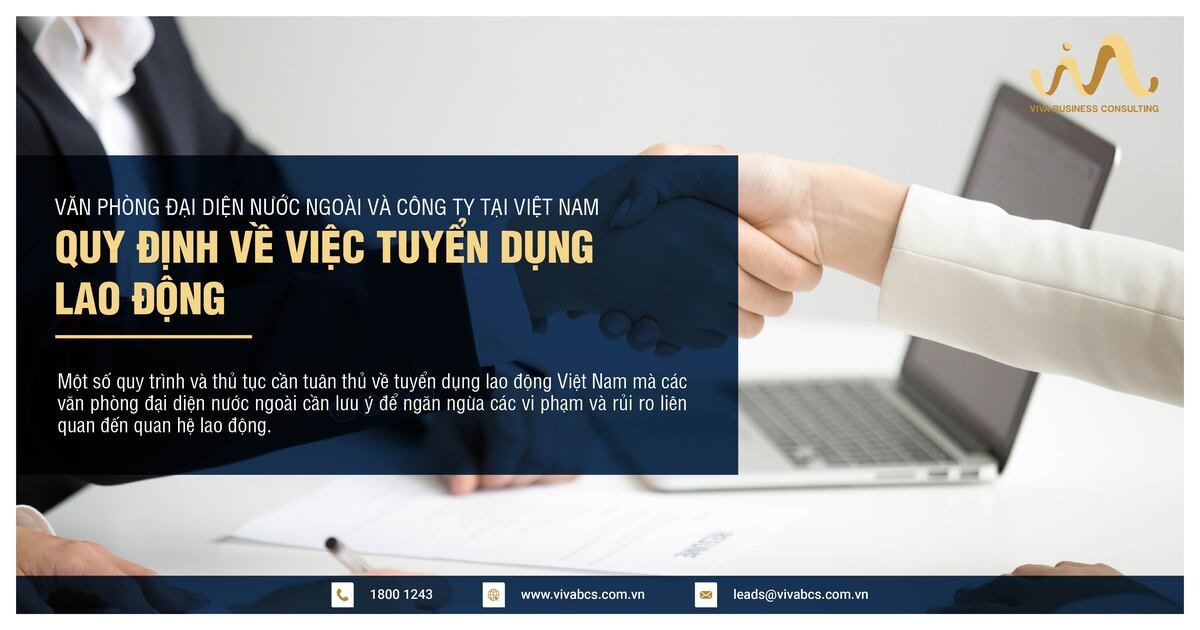 VIVA BUSINESS CONSULTING
VĂN PHÒNG ĐẠI DIỆN NƯỚC NGOÀI VÀ CÔNG TY TẠI VIỆT NAM
QUY ĐỊNH VỀ VIỆC TUYỂN DỤNG
LAO ĐỘNG
Một số quy trình và thủ tục cần tuân thủ về tuyển dụng lao động Việt Nam mà các
văn phòng đại diện nước ngoài cần lưu ý để ngăn ngừa các vi phạm và rủi ro liên
quan đến quan hệ lao động.
RESUME
1800 1243
www.vivabcs.com.vn
leads@vivabcs.com.vn